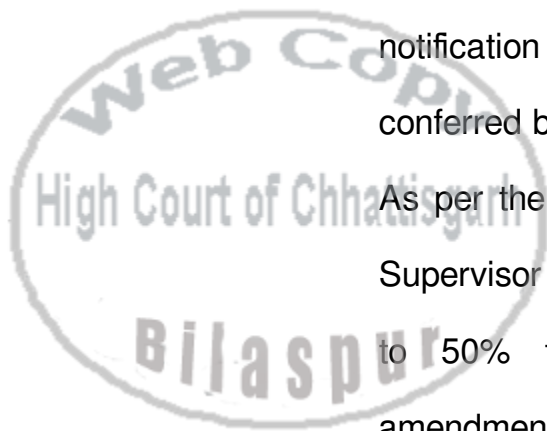 Web Copy
High Court of Chhattisgarh
Bilaspur
notification
conferred b
As per the
Supervisor
to 50%
amendmen